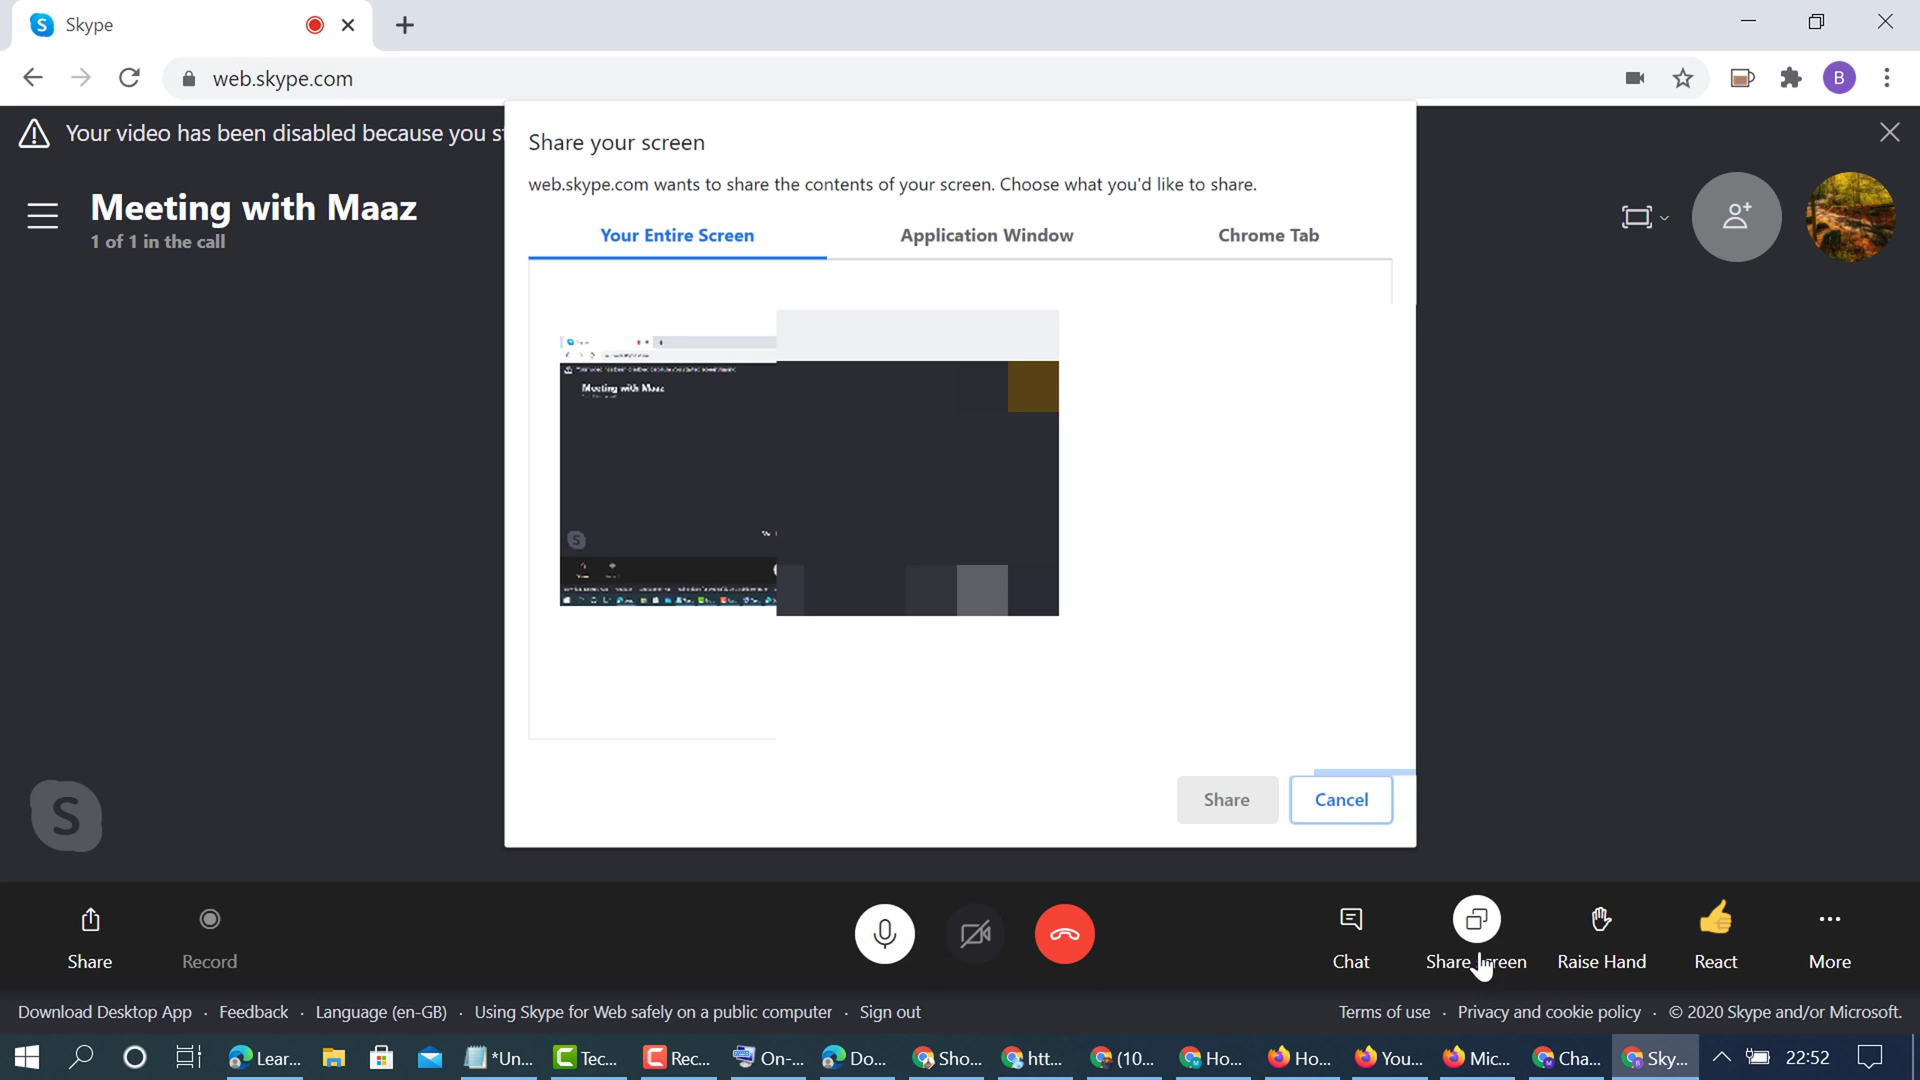 Skype
web.skype.com
B
Your video has been disabled because you s
Share your screen
web.skype.com wants to share the contents of your screen. Choose what you'd like to share.
Meeting with Maaz
1 of 1 in the call
Your Entire Screen
Application Window
Chrome Tab
Meeting with Maaz
Share
Cancel
Share
Record
Chat
Share Screen
Raise Hand
React
More
Download Desktop App · Feedback · Language (en-GB) · Using Skype for Web safely on a public computer · Sign out
Terms of use · Privacy and cookie policy · © 2020 Skype and/or Microsoft.
Lear...
*Un...
Tec...
Rec...
On-...
Do...
Sho...
htt...
(10...
Ho...
Ho...
You...
Mic...
Cha...
Sky...
22:52